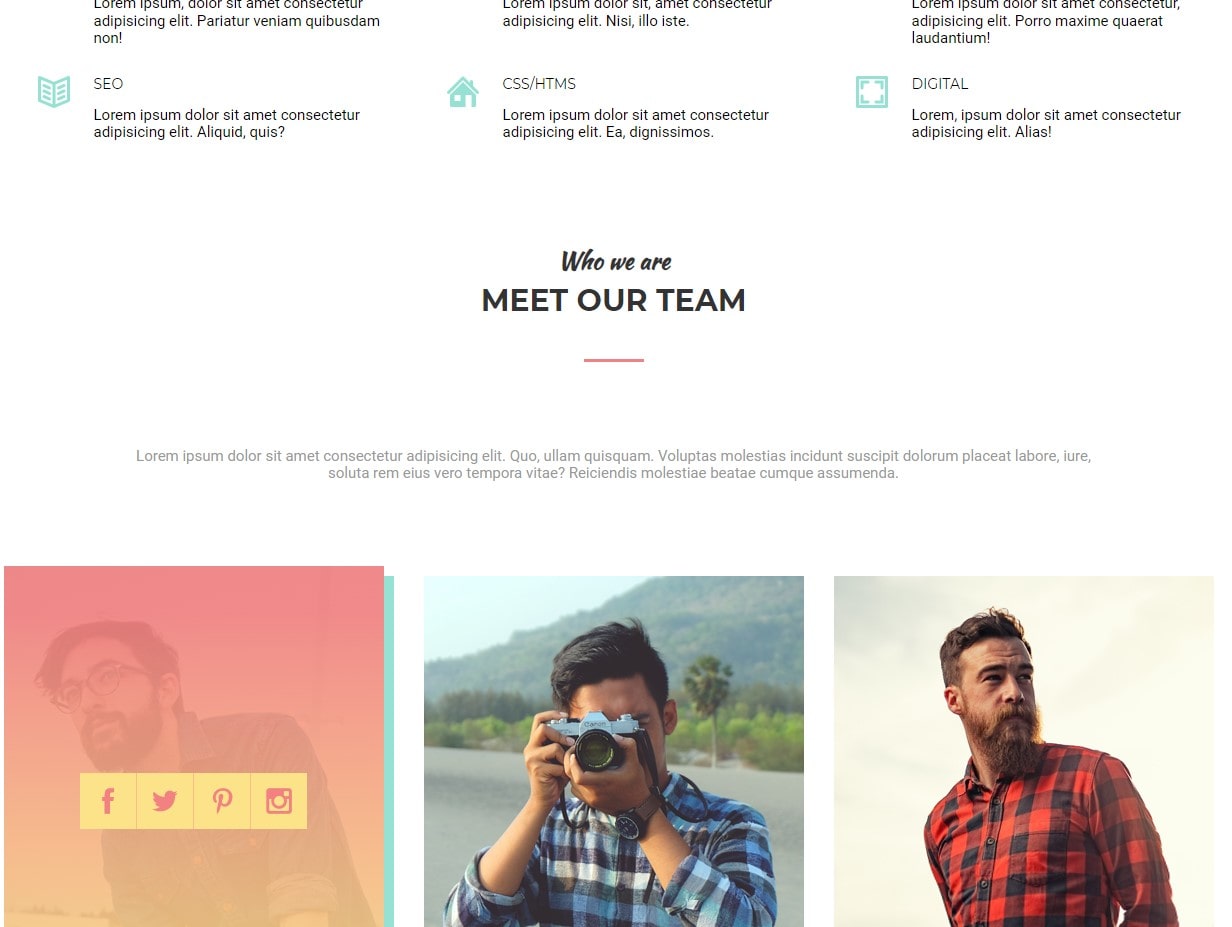 Lorem ipsum, dolor sit amet consectetur
adipisicing elit. Pariatur veniam quibusdam
non!
Lorem ipsum dolor sit, amet consectetur
adipisicing elit. Nisi, illo iste.
Lorem ipsum dolor sit amet consectetur,
adipisicing elit. Porro maxime quaerat
laudantium!
SEO
Lorem ipsum dolor sit amet consectetur
adipisicing elit. Aliquid, quis?
CSS/HTMS
Lorem ipsum dolor sit amet consectetur
adipisicing elit. Ea, dignissimos.
DIGITAL
Lorem, ipsum dolor sit amet consectetur
adipisicing elit. Alias!
Who we are
MEET OUR TEAM
Lorem ipsum dolor sit amet consectetur adipisicing elit. Quo, ullam quisquam. Voluptas molestias incidunt suscipit dolorum placeat labore, iure,
soluta rem eius vero tempora vitae? Reiciendis molestiae beatae cumque assumenda.
Canon